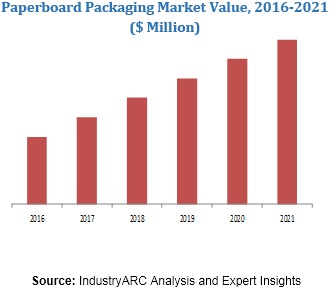 Paperboard Packaging Market Value, 2016-2021
($ Million)
2016 2017 2018 2019 2020 2021
Source: IndustryARC Analysis and Expert Insights